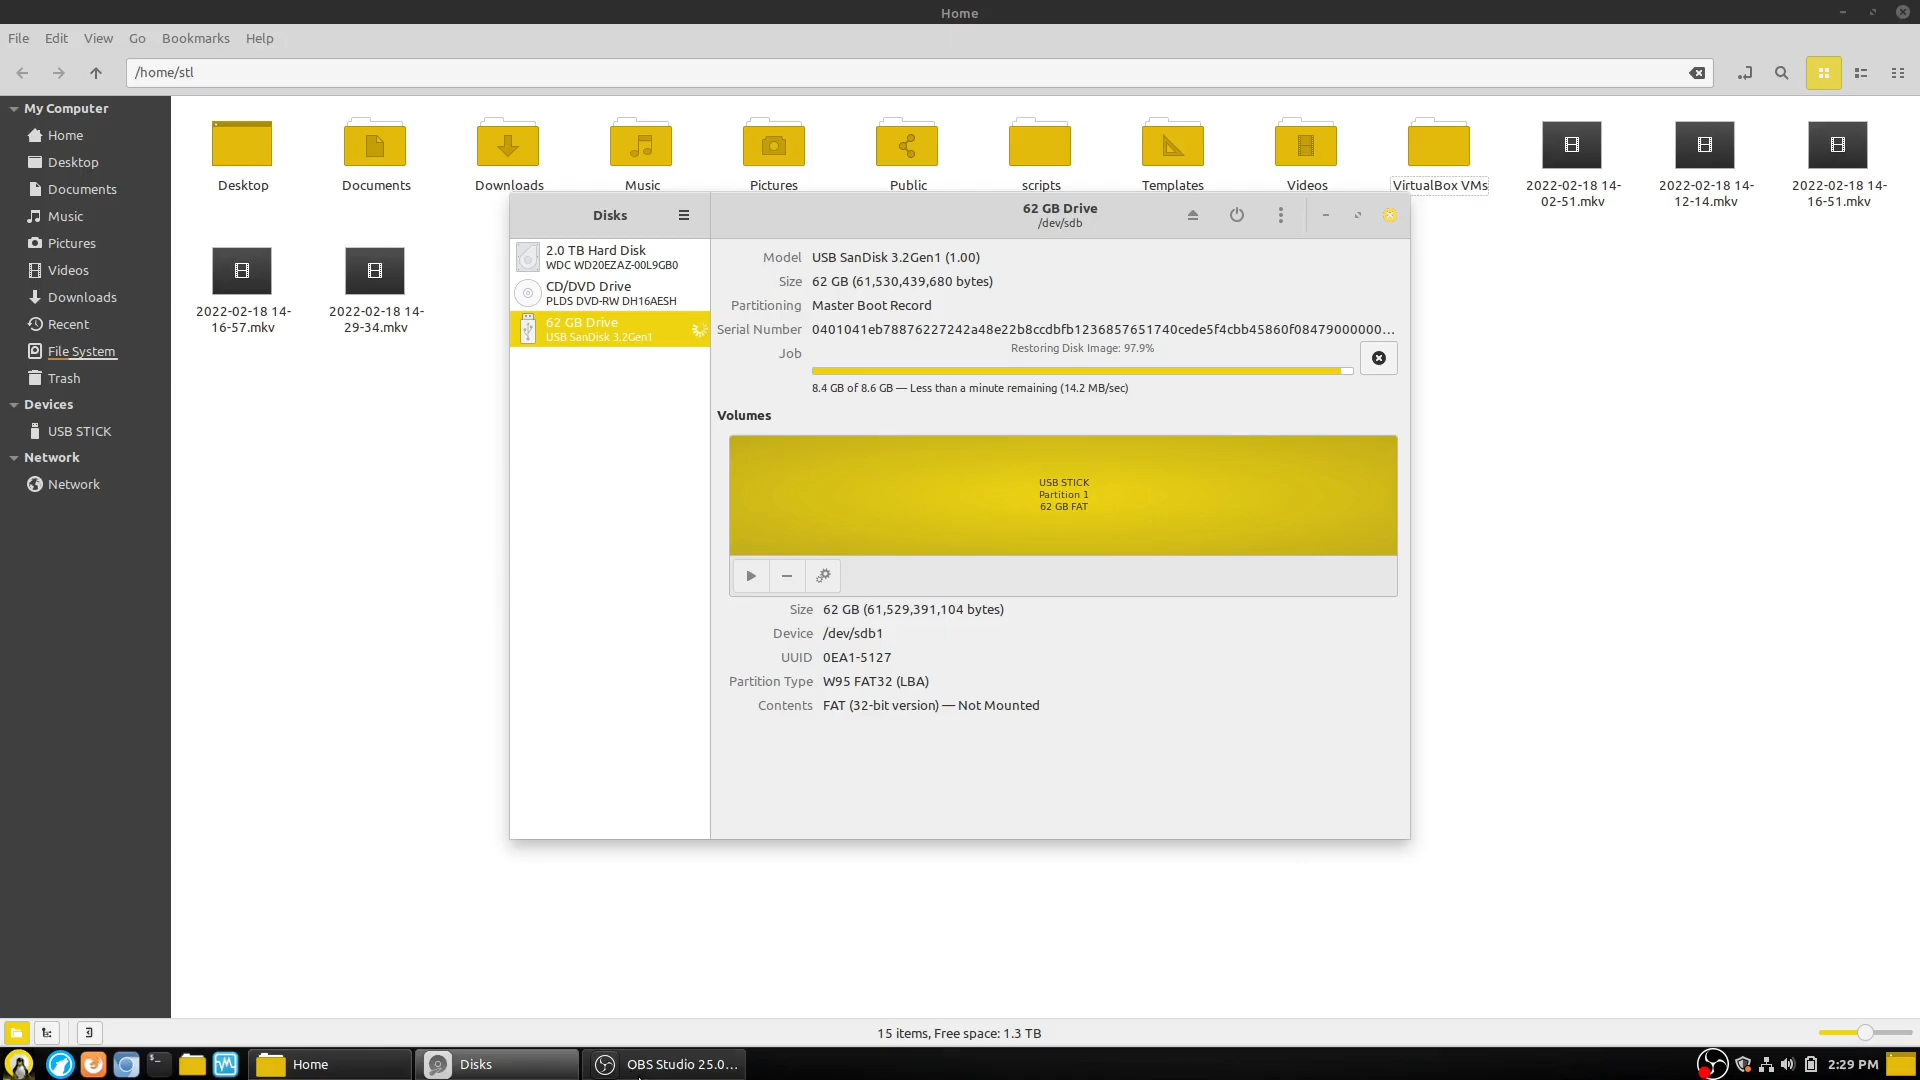 Home
File Edit View Go Bookmarks Help
/home/stl
My Computer
Home
Desktop
Documents
Music
Pictures
Videos
Downloads
Recent
File System
Trash
Devices
USB STICK
Network
Network
Desktop
Documents
Downloads
Music
Pictures
Public
scripts
Templates
Videos
VirtualBox VMs
2022-02-18 14-
02-51.mkv
2022-02-18 14-
12-14.mkv
2022-02-18 14-
16-51.mkv
2022-02-18 14-
16-57.mkv
2022-02-18 14-
29-34.mkv
Disks
62 GB Drive
/dev/sdb
2.0 TB Hard Disk
WDC WD20EZAZ-00L9GB0
CD/DVD Drive
PLDS DVD-RW DH16AESH
62 GB Drive
USB SanDisk 3.2Gen1
Model USB SanDisk 3.2Gen1 (1.00)
Size 62 GB (61,530,439,680 bytes)
Partitioning Master Boot Record
Serial Number 0401041eb78876227242a48e22b8ccdbfb1236857651740cede5f4cbb45860f08479000000...
Restoring Disk Image: 97.9%
Job
8.4 GB of 8.6 GB — Less than a minute remaining (14.2 MB/sec)
Volumes
USB STICK
Partition 1
62 GB FAT
Size 62 GB (61,529,391,104 bytes)
Device /dev/sdb1
UUID 0EA1-5127
Partition Type W95 FAT32 (LBA)
Contents FAT (32-bit version) — Not Mounted
15 items, Free space: 1.3 TB
Home
Disks
OBS Studio 25.0...
2:29 PM